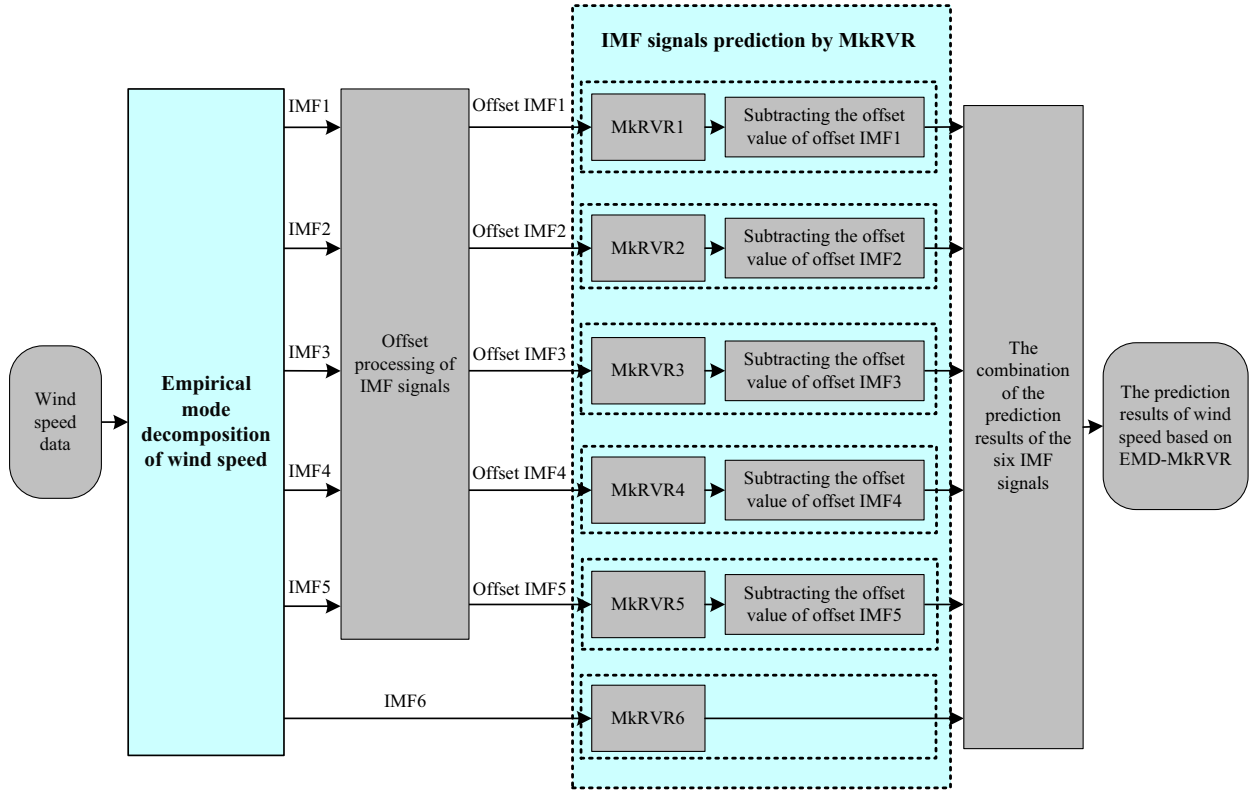 IMF signals prediction by MkRVR
Wind
speed
data
Empirical
mode
decomposition
of wind speed
IMF1
IMF2
IMF3
IMF4
IMF5
IMF6
Offset
processing of
IMF signals
Offset IMF1
Offset IMF2
Offset IMF3
Offset IMF4
Offset IMF5
MkRVR1
Subtracting the offset
value of offset IMF1
MkRVR2
Subtracting the offset
value of offset IMF2
MkRVR3
Subtracting the offset
value of offset IMF3
MkRVR4
Subtracting the offset
value of offset IMF4
MkRVR5
Subtracting the offset
value of offset IMF5
MkRVR6
The
combination
of the
prediction
results of the
six IMF
signals
The prediction
results of wind
speed based on
EMD-MkRVR